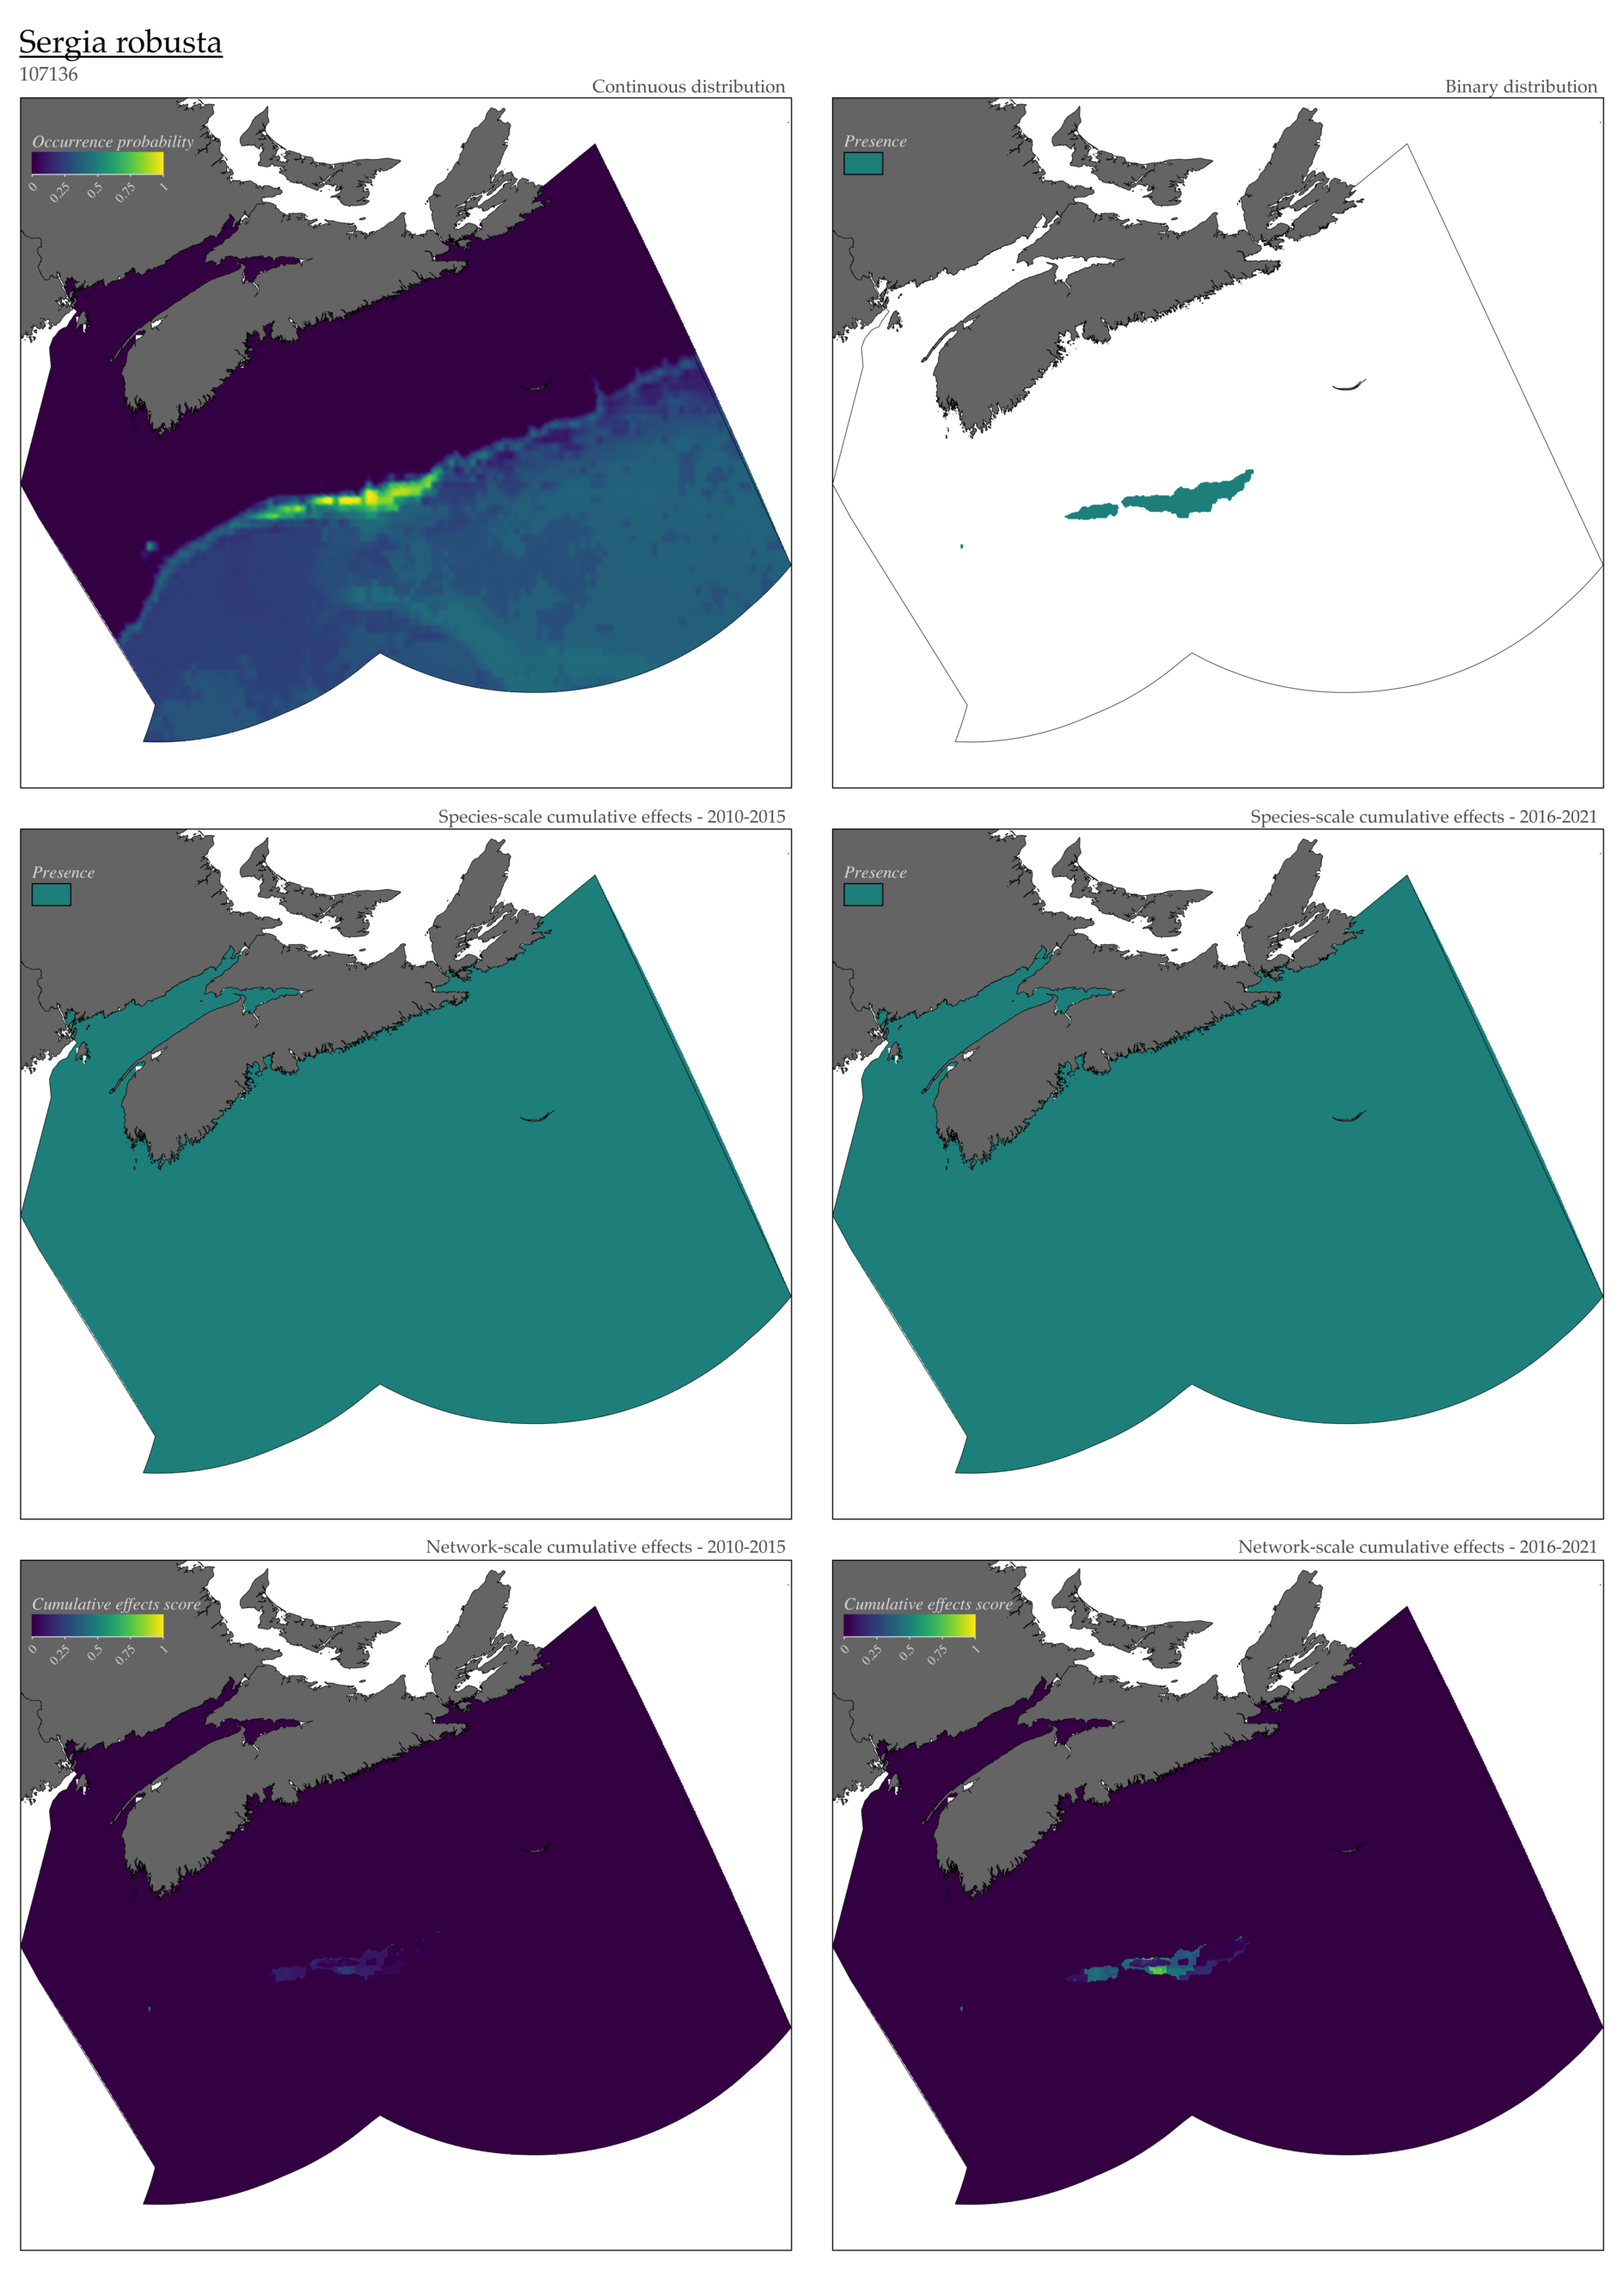 Sergia robusta
107136
Continuous distribution
Occurrence probability
0 0.25 0.5 0.75 1
Binary distribution
Presence
Species-scale cumulative effects - 2010-2015
Presence
Species-scale cumulative effects - 2016-2021
Presence
Network-scale cumulative effects - 2010-2015
Cumulative effects score
0 0.25 0.5 0.75 1
Network-scale cumulative effects - 2016-2021
Cumulative effects score
0 0.25 0.5 0.75 1